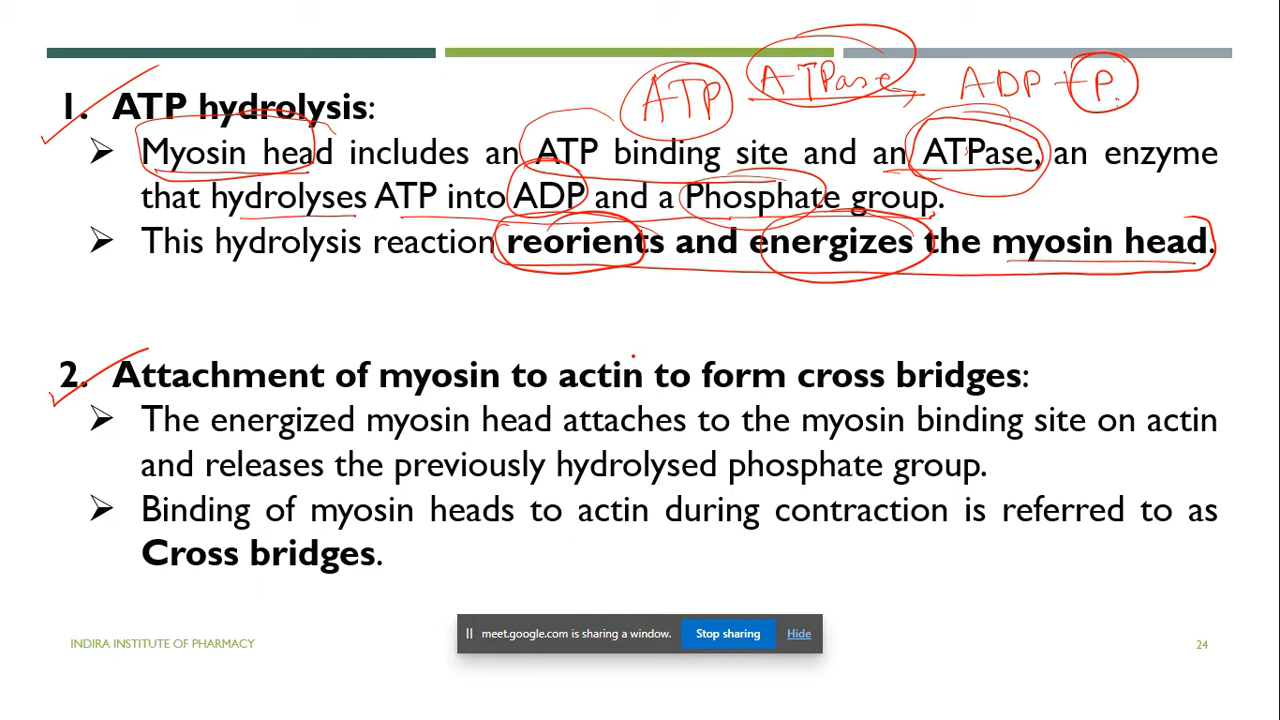 ATP ATPase ADP + P.
1. ATP hydrolysis:
➢ Myosin head includes an ATP binding site and an ATPase, an enzyme
that hydrolyses ATP into ADP and a Phosphate group.
➢ This hydrolysis reaction reorients and energizes the myosin head.
2. Attachment of myosin to actin to form cross bridges:
➢ The energized myosin head attaches to the myosin binding site on actin
and releases the previously hydrolysed phosphate group.
➢ Binding of myosin heads to actin during contraction is referred to as
Cross bridges.
meet.google.com is sharing a window. Stop sharing Hide
INDIRA INSTITUTE OF PHARMACY 24